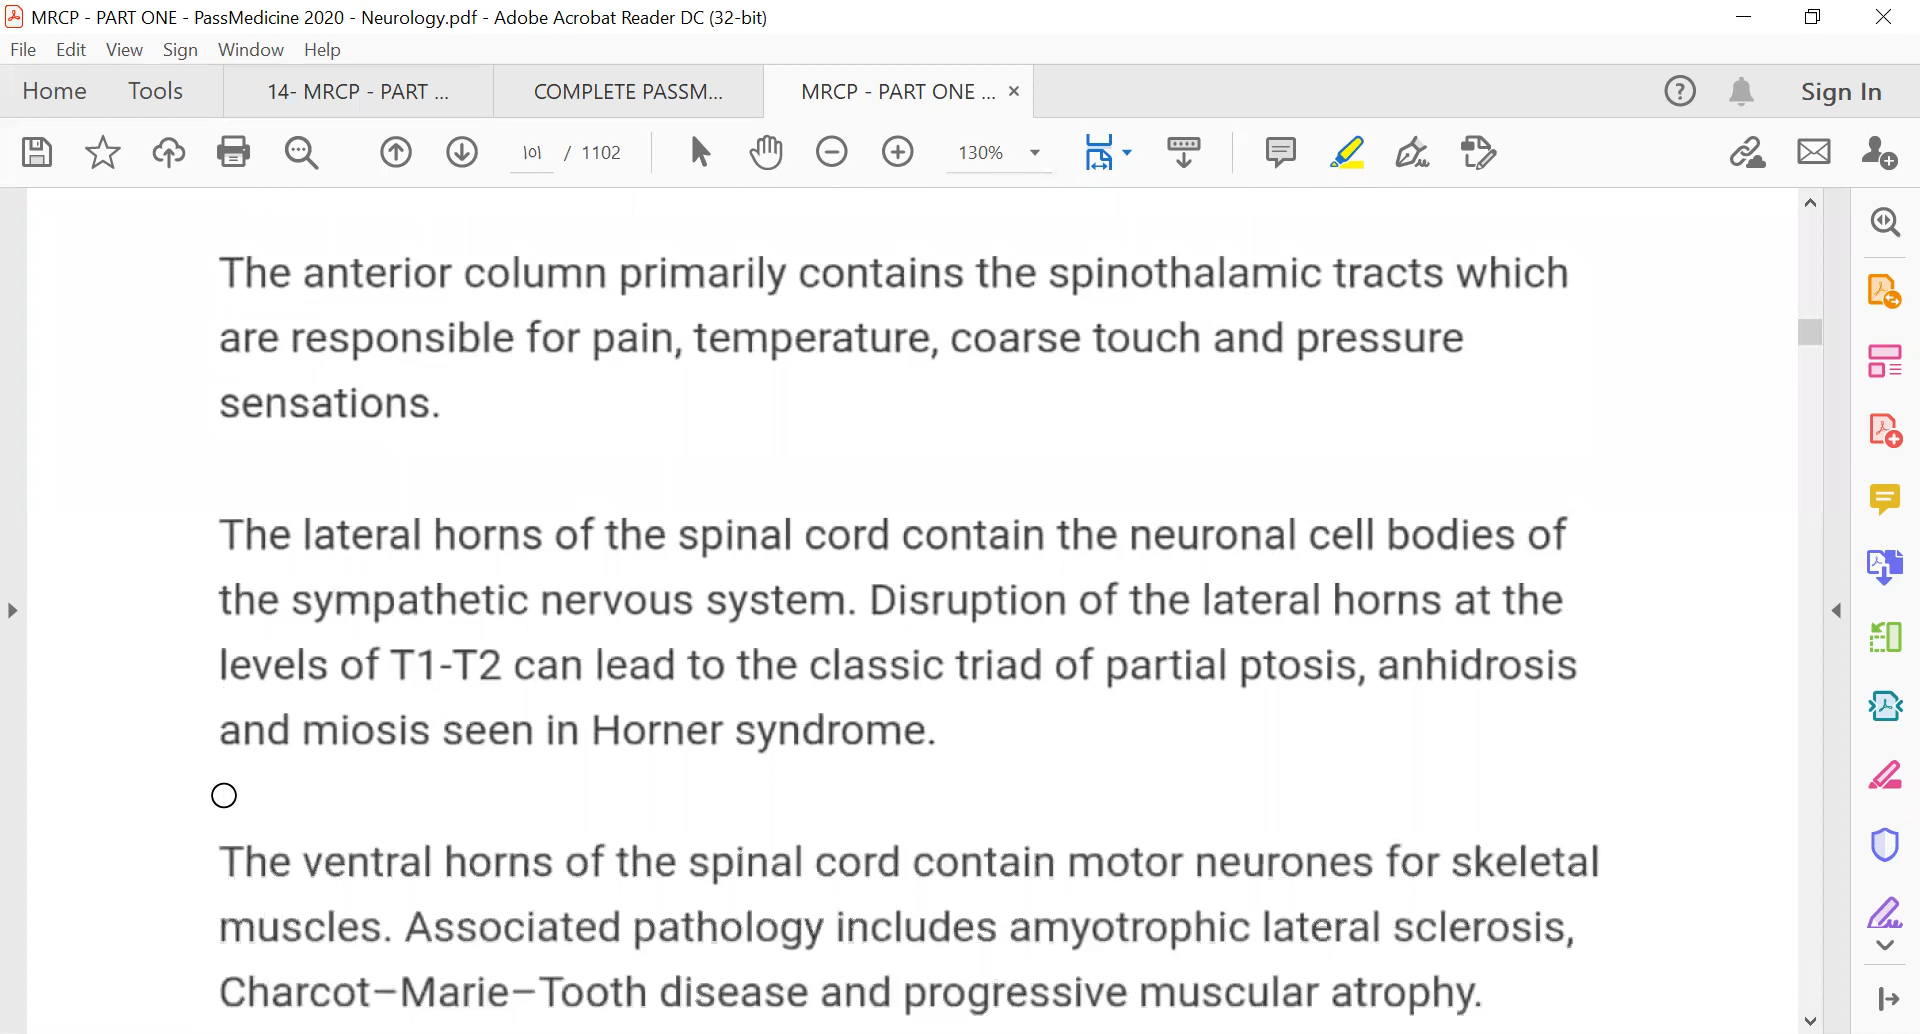 MRCP - PART ONE - PassMedicine 2020 - Neurology.pdf - Adobe Acrobat Reader DC (32-bit)
File Edit View Sign Window Help
Home Tools 14- MRCP - PART ... COMPLETE PASSM... MRCP - PART ONE ... Sign In
101 / 1102 130%
The anterior column primarily contains the spinothalamic tracts which
are responsible for pain, temperature, coarse touch and pressure
sensations.
The lateral horns of the spinal cord contain the neuronal cell bodies of
the sympathetic nervous system. Disruption of the lateral horns at the
levels of T1-T2 can lead to the classic triad of partial ptosis, anhidrosis
and miosis seen in Horner syndrome.
The ventral horns of the spinal cord contain motor neurones for skeletal
muscles. Associated pathology includes amyotrophic lateral sclerosis,
Charcot–Marie–Tooth disease and progressive muscular atrophy.